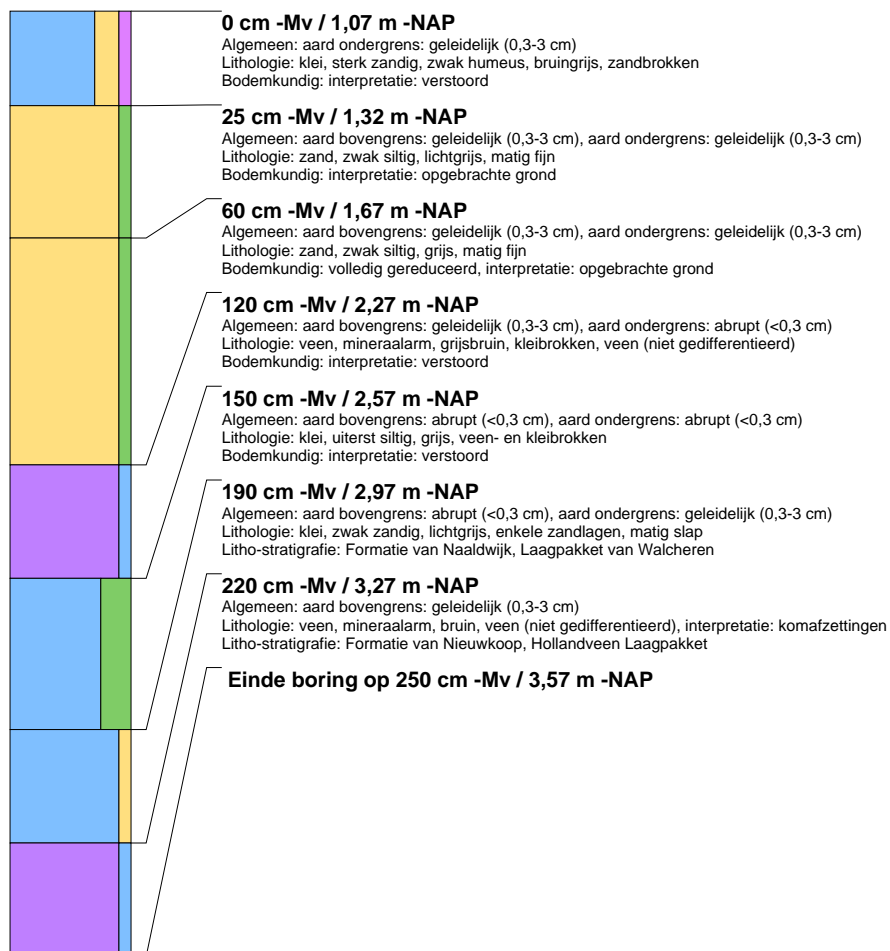 0 cm -Mv / 1,07 m -NAP
Algemeen: aard ondergrens: geleidelijk (0,3-3 cm)
Lithologie: klei, sterk zandig, zwak humeus, bruingrijs, zandbrokken
Bodemkundig: interpretatie: verstoord
25 cm -Mv / 1,32 m -NAP
Algemeen: aard bovengrens: geleidelijk (0,3-3 cm), aard ondergrens: geleidelijk (0,3-3 cm)
Lithologie: zand, zwak siltig, lichtgrijs, matig fijn
Bodemkundig: interpretatie: opgebrachte grond
60 cm -Mv / 1,67 m -NAP
Algemeen: aard bovengrens: geleidelijk (0,3-3 cm), aard ondergrens: geleidelijk (0,3-3 cm)
Lithologie: zand, zwak siltig, grijs, matig fijn
Bodemkundig: volledig gereduceerd, interpretatie: opgebrachte grond
120 cm -Mv / 2,27 m -NAP
Algemeen: aard bovengrens: geleidelijk (0,3-3 cm), aard ondergrens: abrupt (<0,3 cm)
Lithologie: veen, mineraalarm, grijsbruin, kleibrokken, veen (niet gedifferentieerd)
Bodemkundig: interpretatie: verstoord
150 cm -Mv / 2,57 m -NAP
Algemeen: aard bovengrens: abrupt (<0,3 cm), aard ondergrens: abrupt (<0,3 cm)
Lithologie: klei, uiterst siltig, grijs, veen- en kleibrokken
Bodemkundig: interpretatie: verstoord
190 cm -Mv / 2,97 m -NAP
Algemeen: aard bovengrens: abrupt (<0,3 cm), aard ondergrens: geleidelijk (0,3-3 cm)
Lithologie: klei, zwak zandig, lichtgrijs, enkele zandlagen, matig slap
Litho-stratigrafie: Formatie van Naaldwijk, Laagpakket van Walcheren
220 cm -Mv / 3,27 m -NAP
Algemeen: aard bovengrens: geleidelijk (0,3-3 cm)
Lithologie: veen, mineraalarm, bruin, veen (niet gedifferentieerd), interpretatie: komafzettingen
Litho-stratigrafie: Formatie van Nieuwkoop, Hollandveen Laagpakket
Einde boring op 250 cm -Mv / 3,57 m -NAP